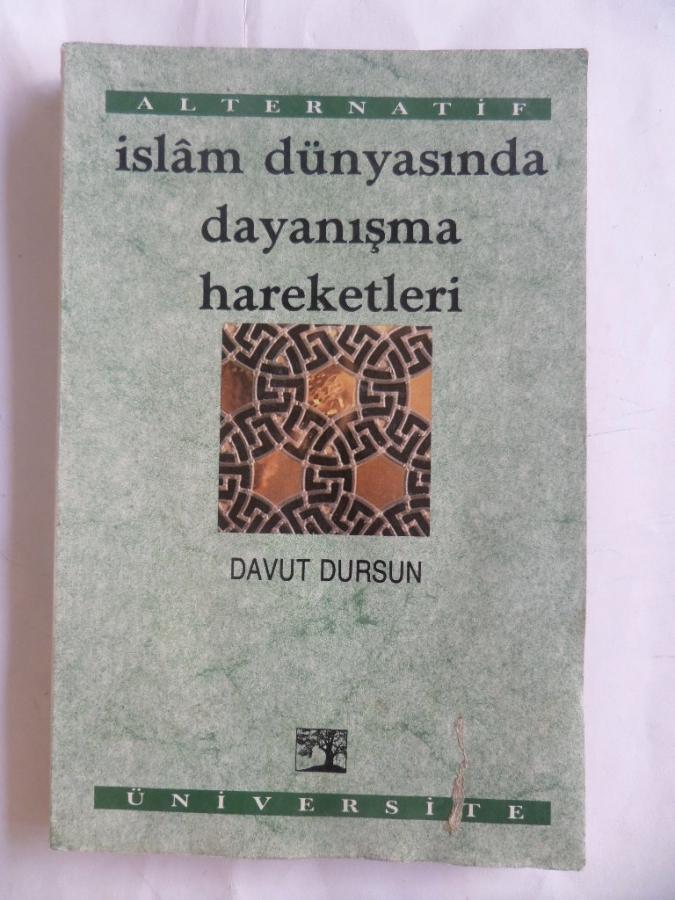 ALTERNATİF
islâm dünyasında
dayanışma
hareketleri
DAVUT DURSUN
ÜNİVERSİTE